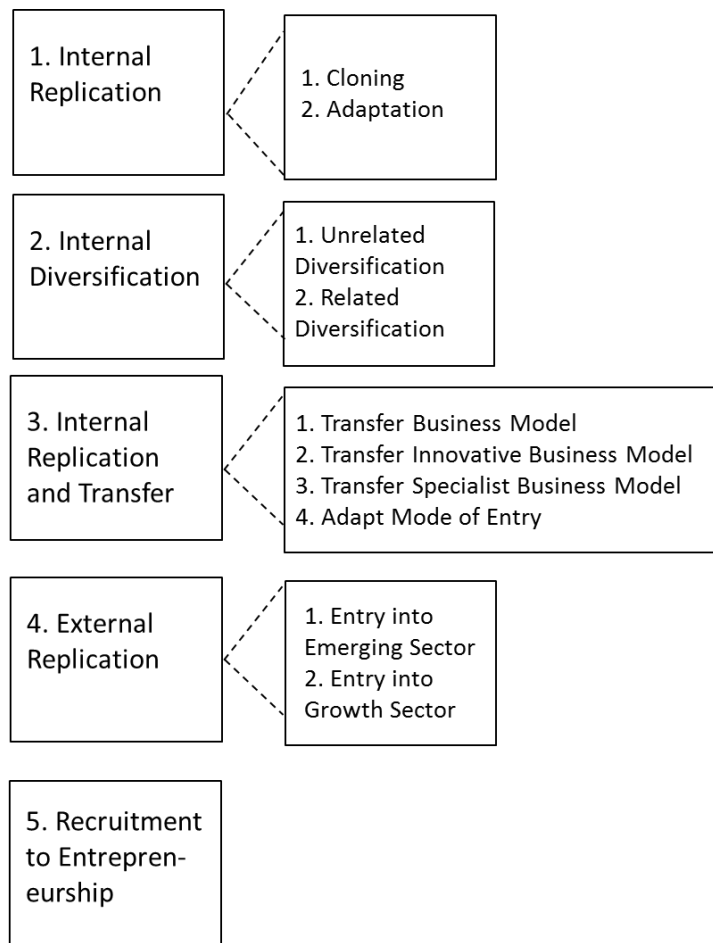 1. Internal
Replication
1. Cloning
2. Adaptation
2. Internal
Diversification
1. Unrelated
Diversification
2. Related
Diversification
3. Internal
Replication
and Transfer
1. Transfer Business Model
2. Transfer Innovative Business Model
3. Transfer Specialist Business Model
4. Adapt Mode of Entry
4. External
Replication
1. Entry into
Emerging Sector
2. Entry into
Growth Sector
5. Recruitment
to Entrepren-
eurship